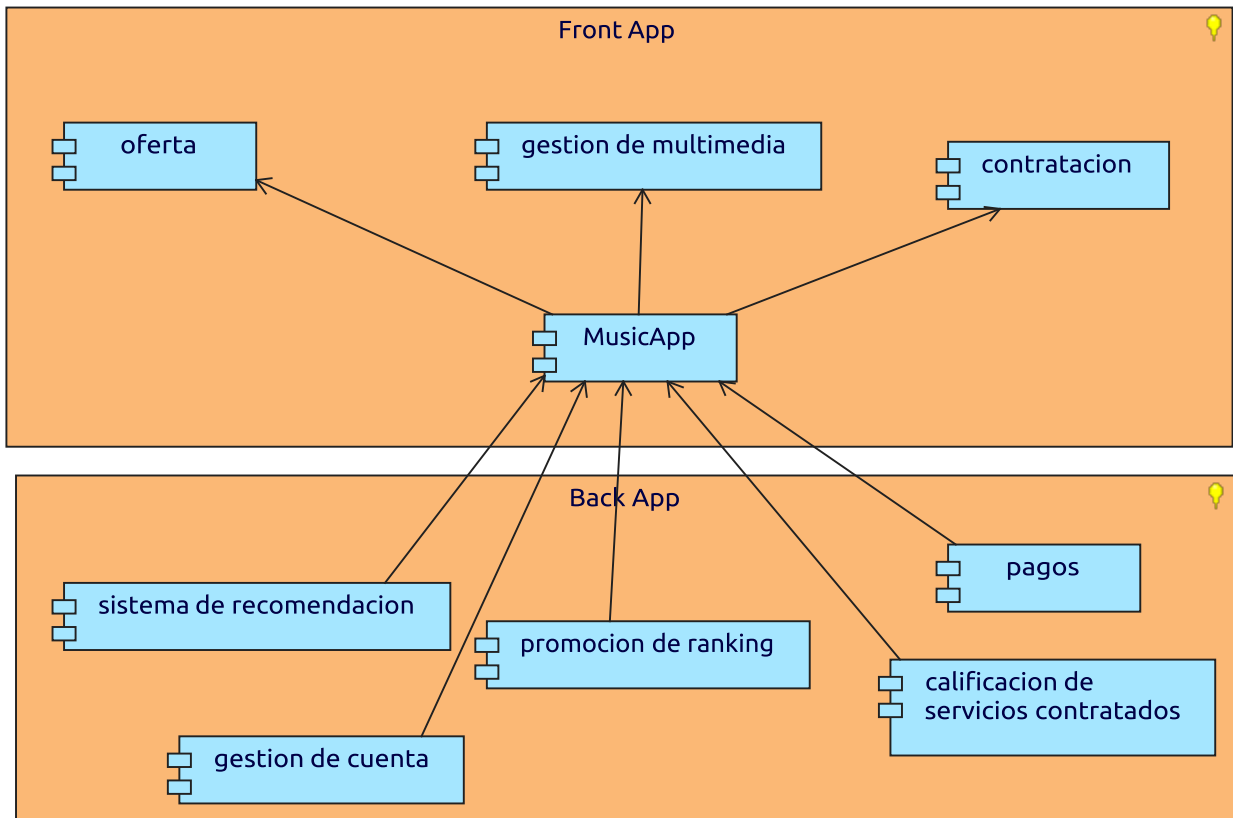 Front App
oferta
gestion de multimedia
contratacion
MusicApp
Back App
pagos
sistema de recomendacion
promocion de ranking
calificacion de
servicios contratados
gestion de cuenta